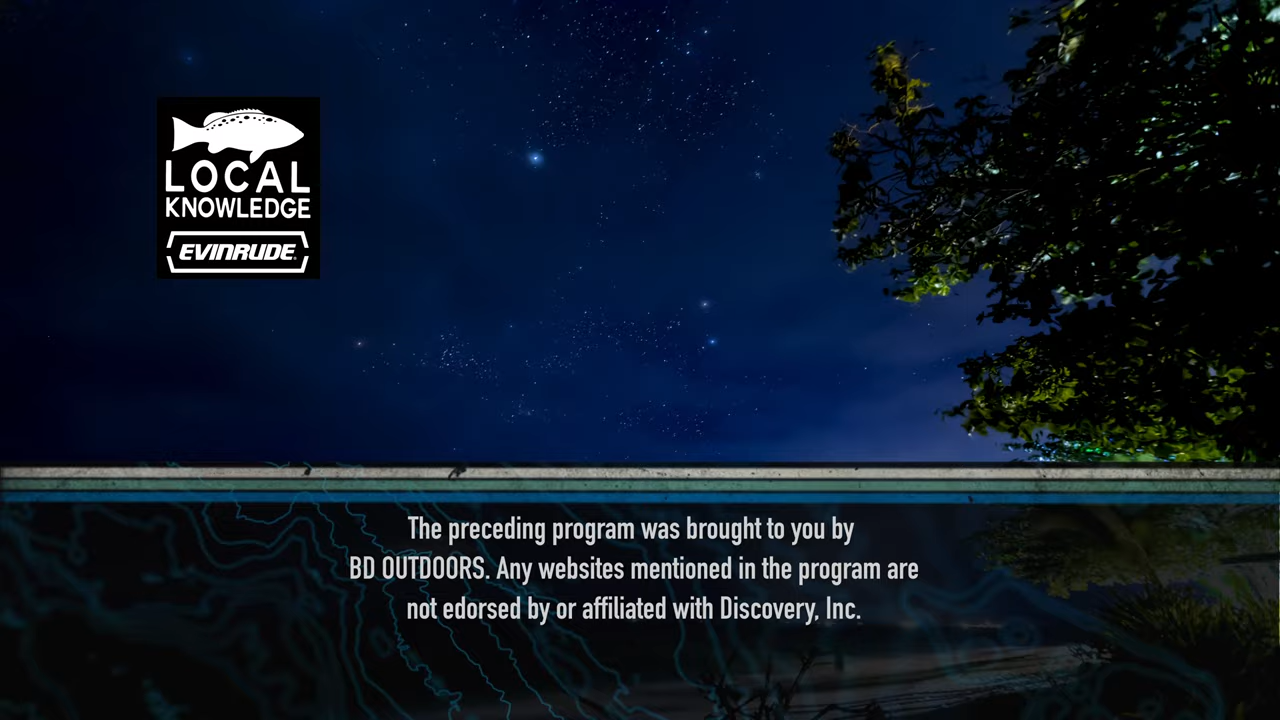 LOCAL
KNOWLEDGE
EVINRUDE
The preceding program was brought to you by
BD OUTDOORS. Any websites mentioned in the program are
not edorsed by or affiliated with Discovery, Inc.